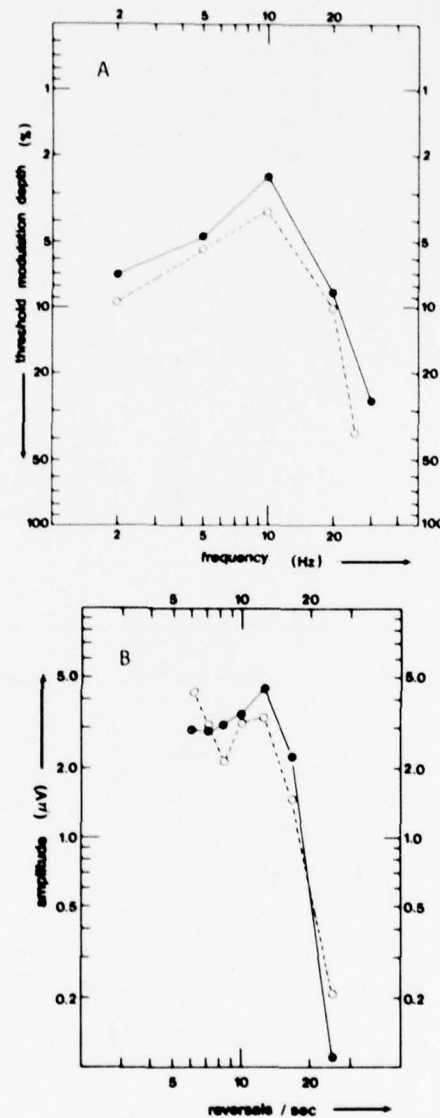 2 5 10 20
A
1 1
2 2
5 5
10 10
20 20
50 50
100 100
threshold modulation depth (%)
2 5 10 20
frequency (Hz)
5 10 20
B
5.0 5.0
2.0 2.0
1.0 1.0
0.5 0.5
0.2 0.2
amplitude (μV)
5 10 20
reversals / sec